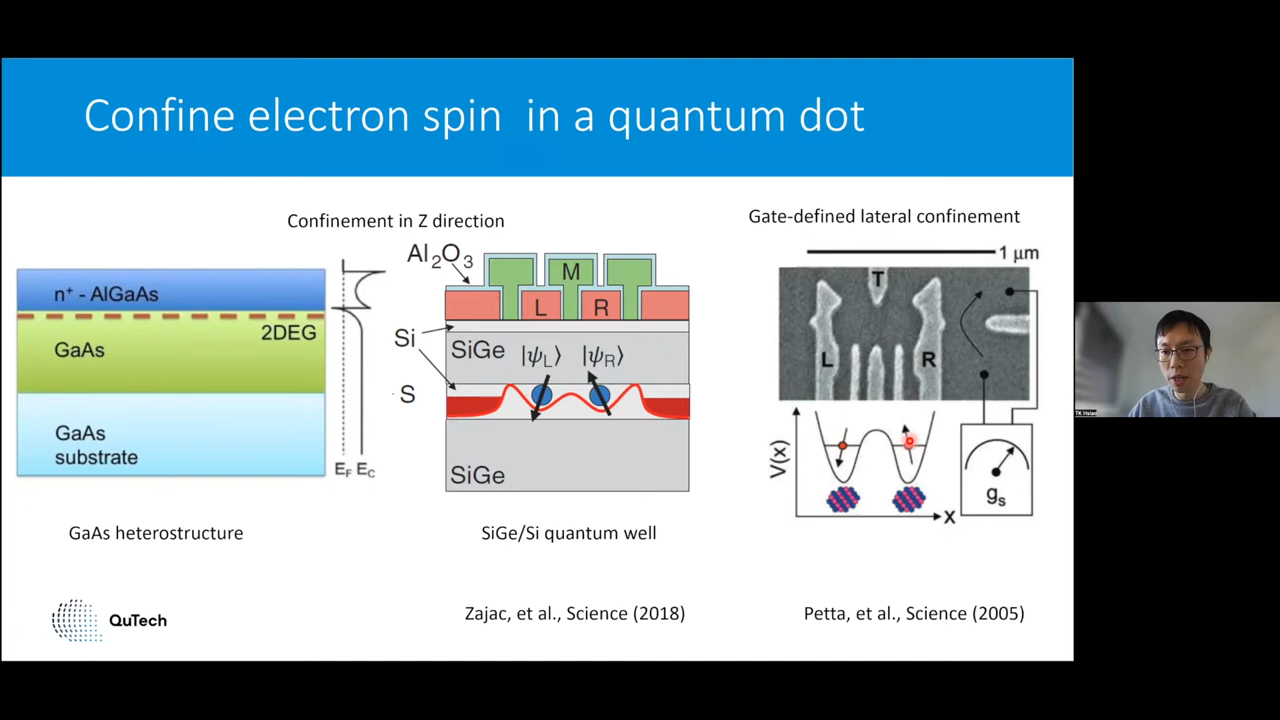 Confine electron spin in a quantum dot
Confinement in Z direction
Gate-defined lateral confinement
n+ - AlGaAs
2DEG
GaAs
GaAs
substrate
EF EC
GaAs heterostructure
Al2O3
M
L
R
Si
SiGe
|ψL⟩
|ψR⟩
S
SiGe
SiGe/Si quantum well
1 μm
T
L
R
V(x)
X
gs
QuTech
Zajac, et al., Science (2018)
Petta, et al., Science (2005)
TK Hsiao